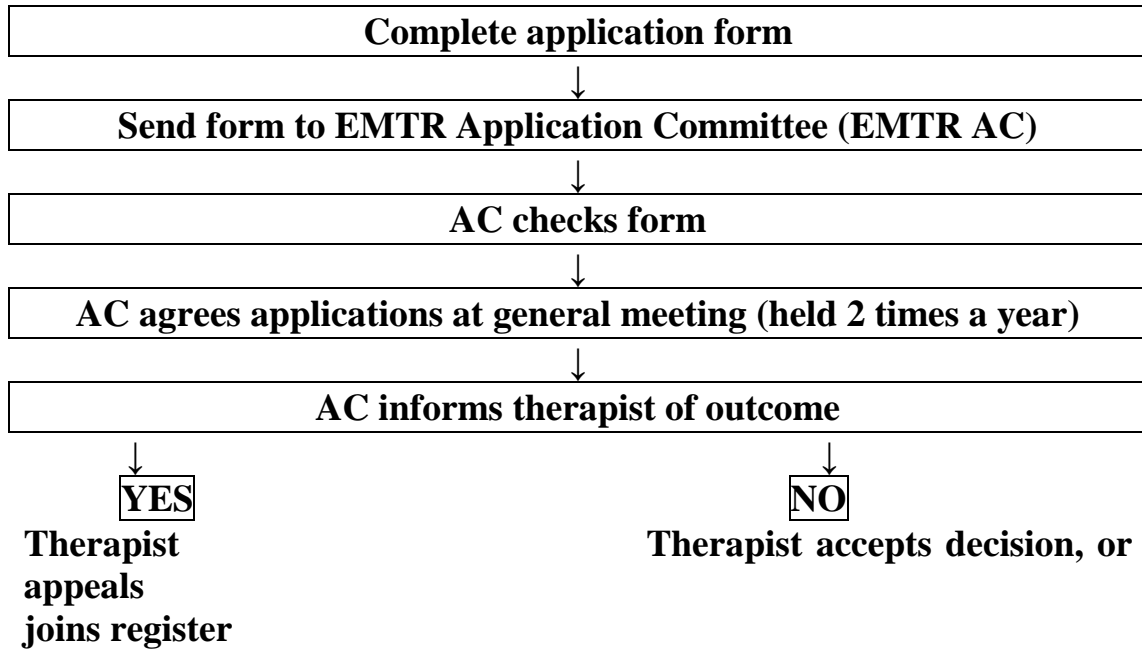 Complete application form
↓
Send form to EMTR Application Committee (EMTR AC)
↓
AC checks form
↓
AC agrees applications at general meeting (held 2 times a year)
↓
AC informs therapist of outcome
↓ ↓
YES NO
Therapist Therapist accepts decision, or
appeals
joins register